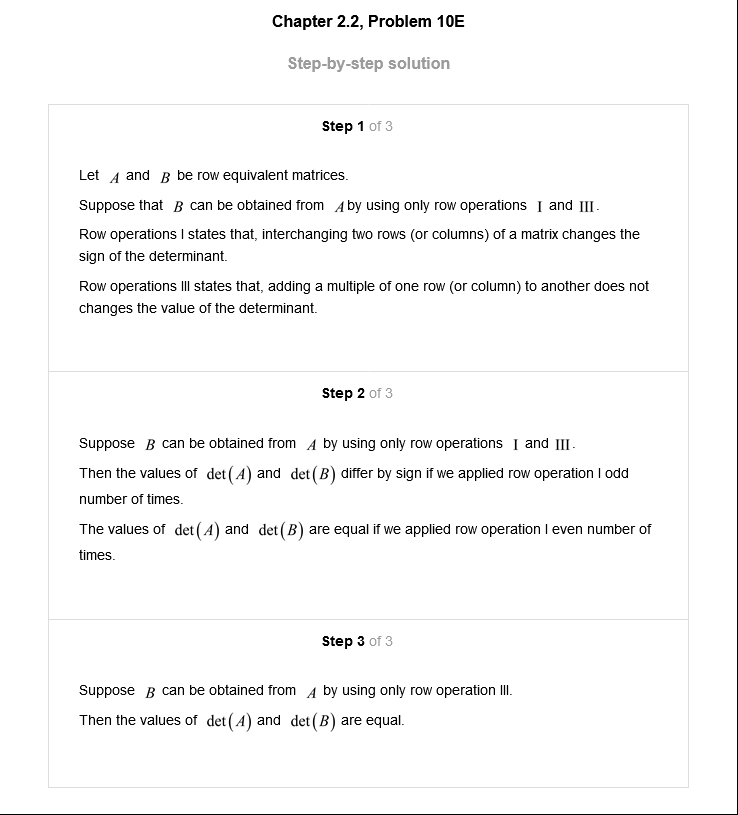 Chapter 2.2, Problem 10E
Step-by-step solution
Step 1 of 3
Let A and B be row equivalent matrices.
Suppose that B can be obtained from A by using only row operations I and III.
Row operations I states that, interchanging two rows (or columns) of a matrix changes the
sign of the determinant.
Row operations III states that, adding a multiple of one row (or column) to another does not
changes the value of the determinant.
Step 2 of 3
Suppose B can be obtained from A by using only row operations I and III.
Then the values of det(A) and det(B) differ by sign if we applied row operation I odd
number of times.
The values of det(A) and det(B) are equal if we applied row operation I even number of
times.
Step 3 of 3
Suppose B can be obtained from A by using only row operation III.
Then the values of det(A) and det(B) are equal.